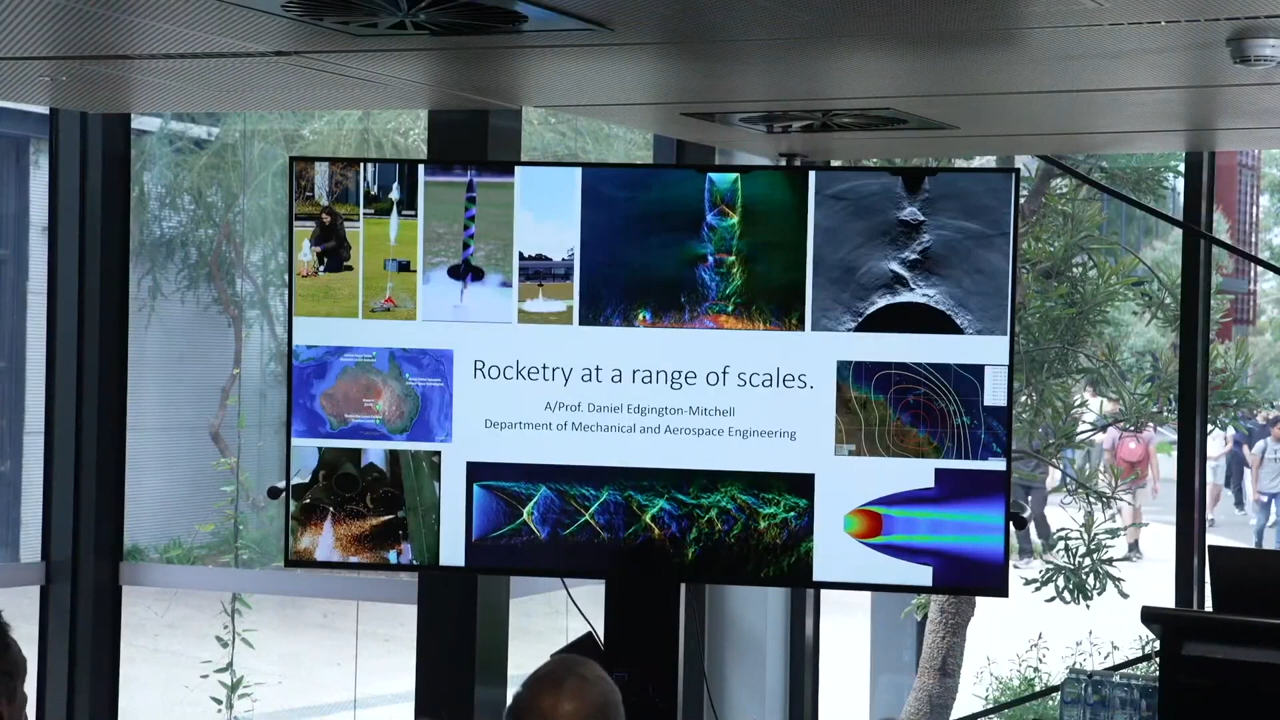 Rocketry at a range of scales.
A/Prof. Daniel Edgington-Mitchell
Department of Mechanical and Aerospace Engineering